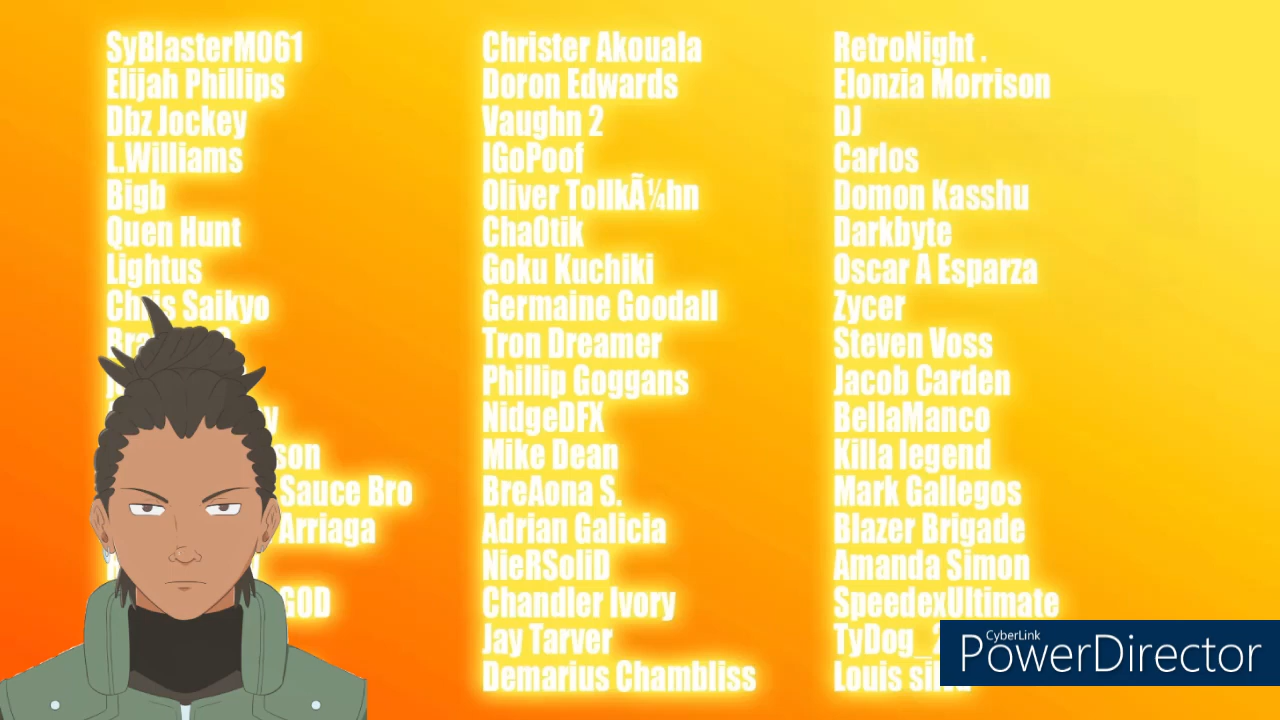 SyBlasterM061
Elijah Phillips
Dbz Jockey
L.Williams
Bigb
Quen Hunt
Lightus
Chris Saikyo
Sauce Bro
Arriaga
GOD
Christer Akouala
Doron Edwards
Vaughn 2
IGoPoof
Oliver TollkÃ¼hn
ChaOtik
Goku Kuchiki
Germaine Goodall
Tron Dreamer
Phillip Goggans
NidgeDFX
Mike Dean
BreAona S.
Adrian Galicia
NieRSoliD
Chandler Ivory
Jay Tarver
Demarius Chambliss
RetroNight .
Elonzia Morrison
DJ
Carlos
Domon Kasshu
Darkbyte
Oscar A Esparza
Zycer
Steven Voss
Jacob Carden
BellaManco
Killa legend
Mark Gallegos
Blazer Brigade
Amanda Simon
SpeedexUltimate
Louis
CyberLink
PowerDirector